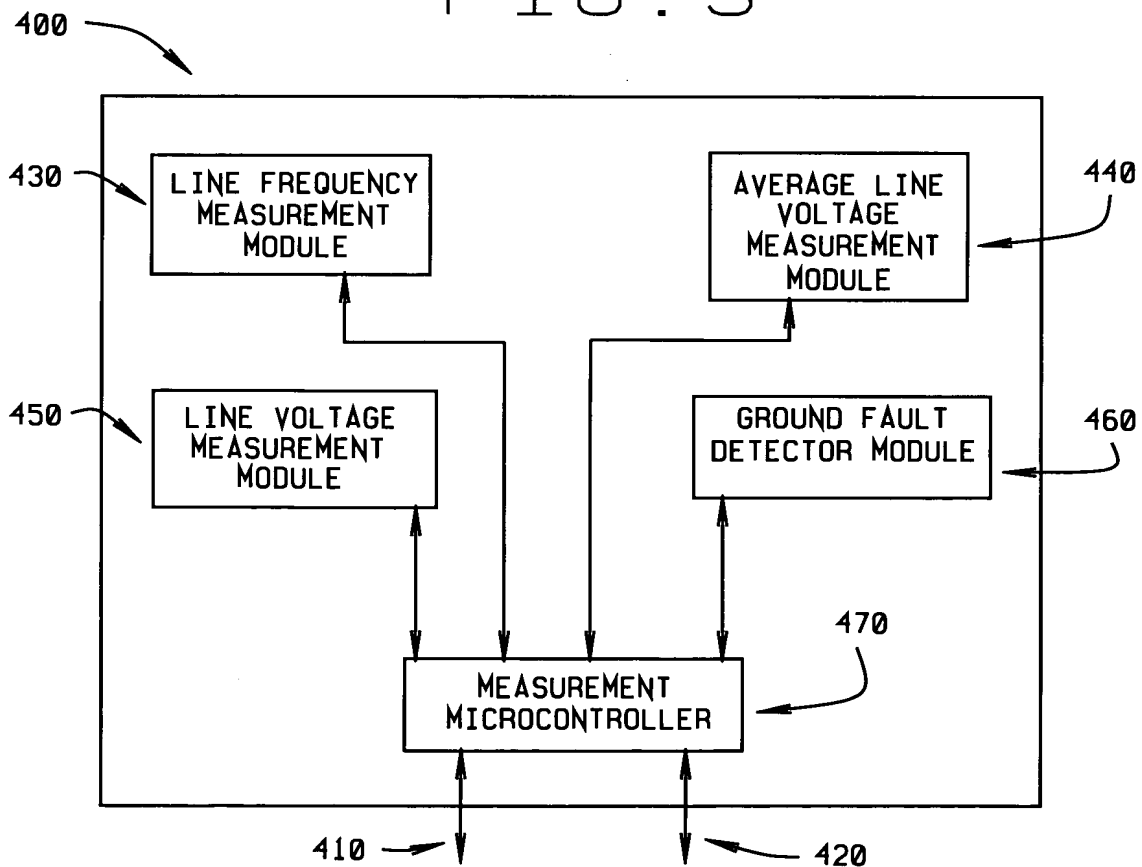 FIG.
400
430
LINE FREQUENCY
MEASUREMENT
MODULE
AVERAGE LINE
VOLTAGE
MEASUREMENT
MODULE
440
450
LINE VOLTAGE
MEASUREMENT
MODULE
GROUND FAULT
DETECTOR MODULE
460
470
MEASUREMENT
MICROCONTROLLER
410
420